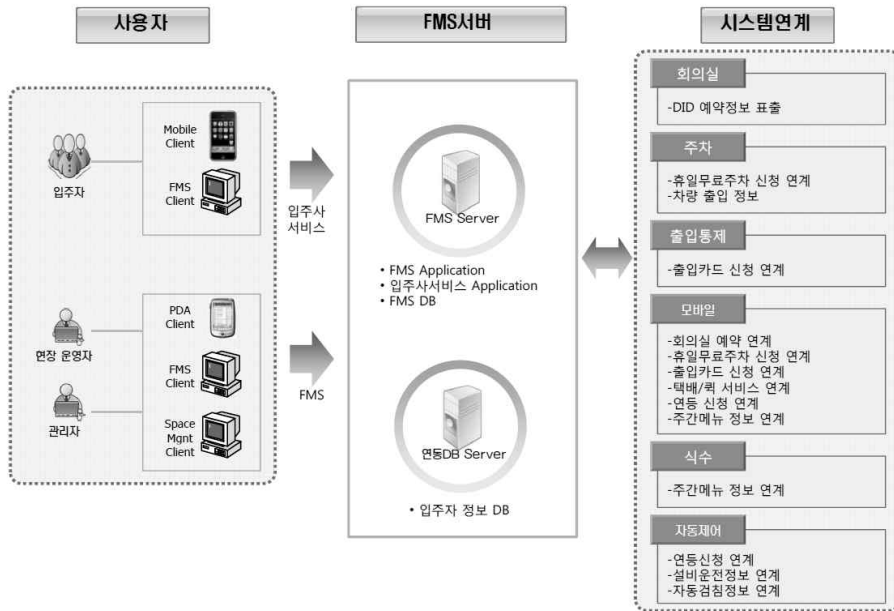 사용자
FMS서버
시스템연계
입주자
Mobile
Client
FMS
Client
입주사
서비스
현장 운영자
관리자
PDA
Client
FMS
Client
Space
Mgnt
Client
FMS
FMS Server
• FMS Application
• 입주사서비스 Application
• FMS DB
연동DB Server
• 입주자 정보 DB
회의실
-DID 예약정보 표출
주차
-휴일무료주차 신청 연계
-차량 출입 정보
출입통제
-출입카드 신청 연계
모바일
-회의실 예약 연계
-휴일무료주차 신청 연계
-출입카드 신청 연계
-택배/퀵 서비스 연계
-연등 신청 연계
-주간메뉴 정보 연계
식수
-주간메뉴 정보 연계
자동제어
-연등신청 연계
-설비운전정보 연계
-자동검침정보 연계